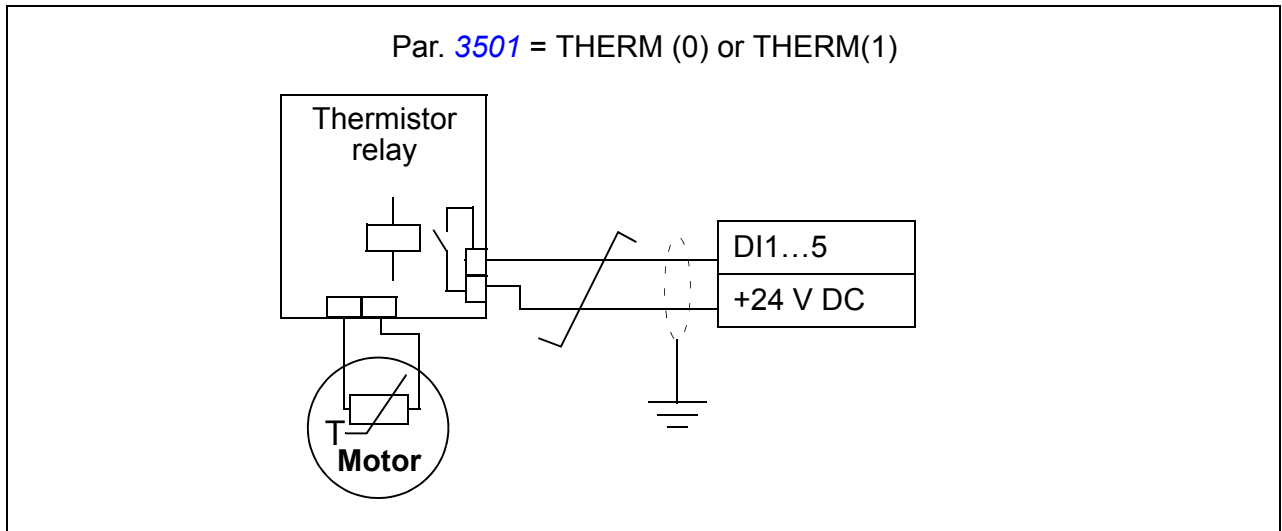 Par. 3501 = THERM (0) or THERM(1)
Thermistor
relay
DI1…5
+24 V DC
T
Motor